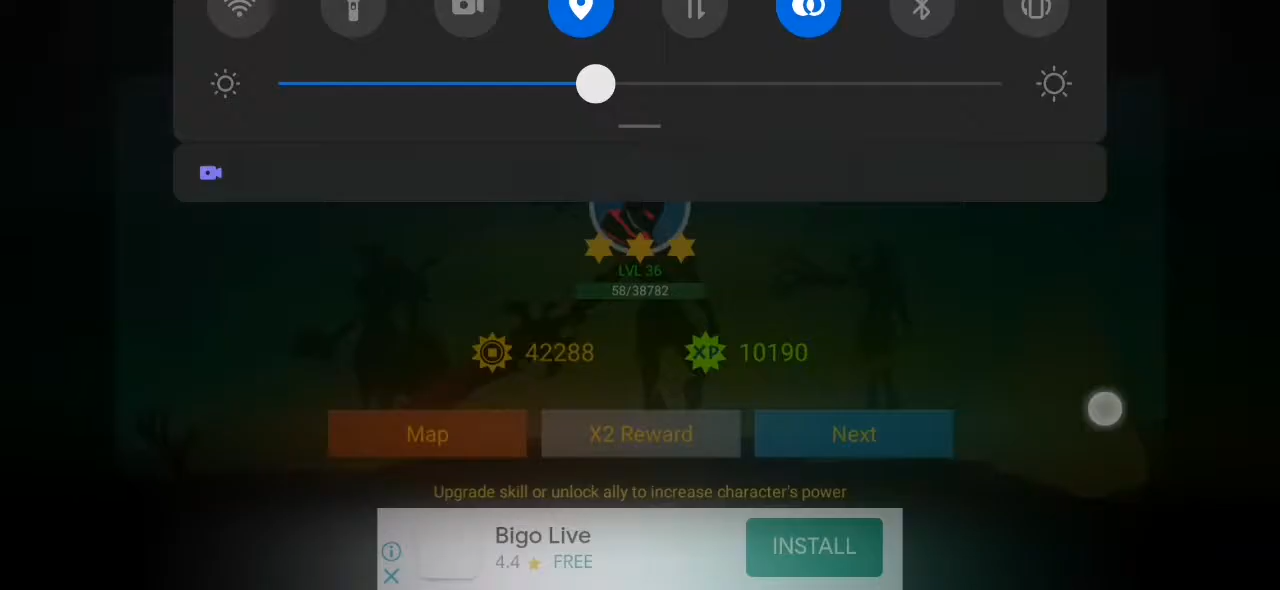 LVL 36
58/38782
42288
XP 10190
Map
X2 Reward
Next
Upgrade skill or unlock ally to increase character's power
Bigo Live
4.4 FREE
INSTALL